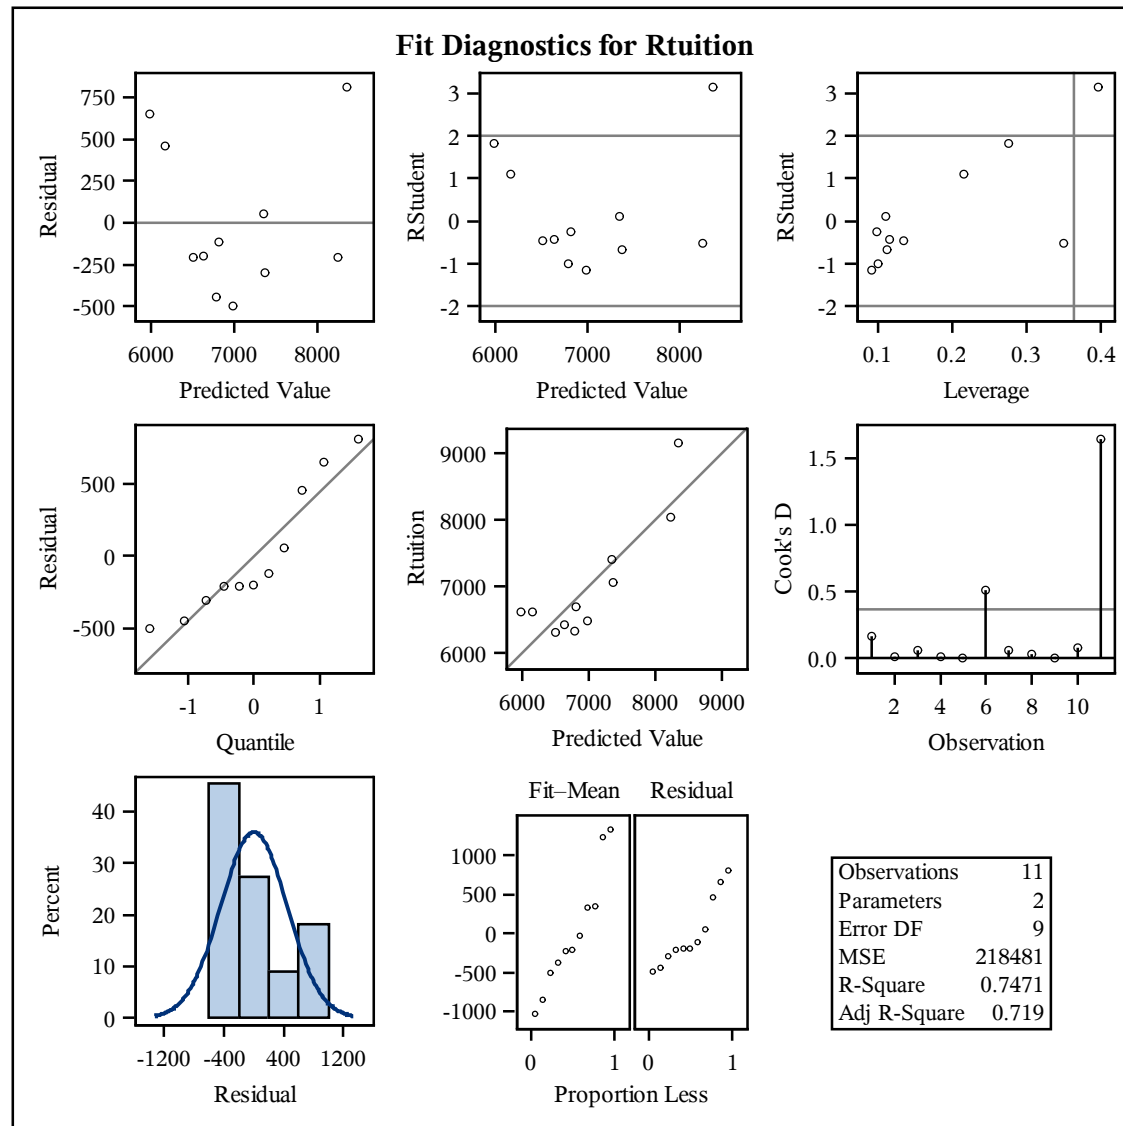 Fit Diagnostics for Rtuition
750
500
250
0
-250
-500
Residual
6000 7000 8000
Predicted Value
3
2
1
0
-1
-2
RStudent
6000 7000 8000
Predicted Value
3
2
1
0
-1
-2
RStudent
0.1 0.2 0.3 0.4
Leverage
500
0
-500
Residual
-1 0 1
Quantile
9000
8000
7000
6000
Rtuition
6000 7000 8000 9000
Predicted Value
1.5
1.0
0.5
0.0
Cook's D
2 4 6 8 10
Observation
40
30
20
10
0
Percent
-1200 -400 400 1200
Residual
Fit–Mean Residual
1000
500
0
-500
-1000
0 1 0 1
Proportion Less
Observations 11
Parameters 2
Error DF 9
MSE 218481
R-Square 0.7471
Adj R-Square 0.719